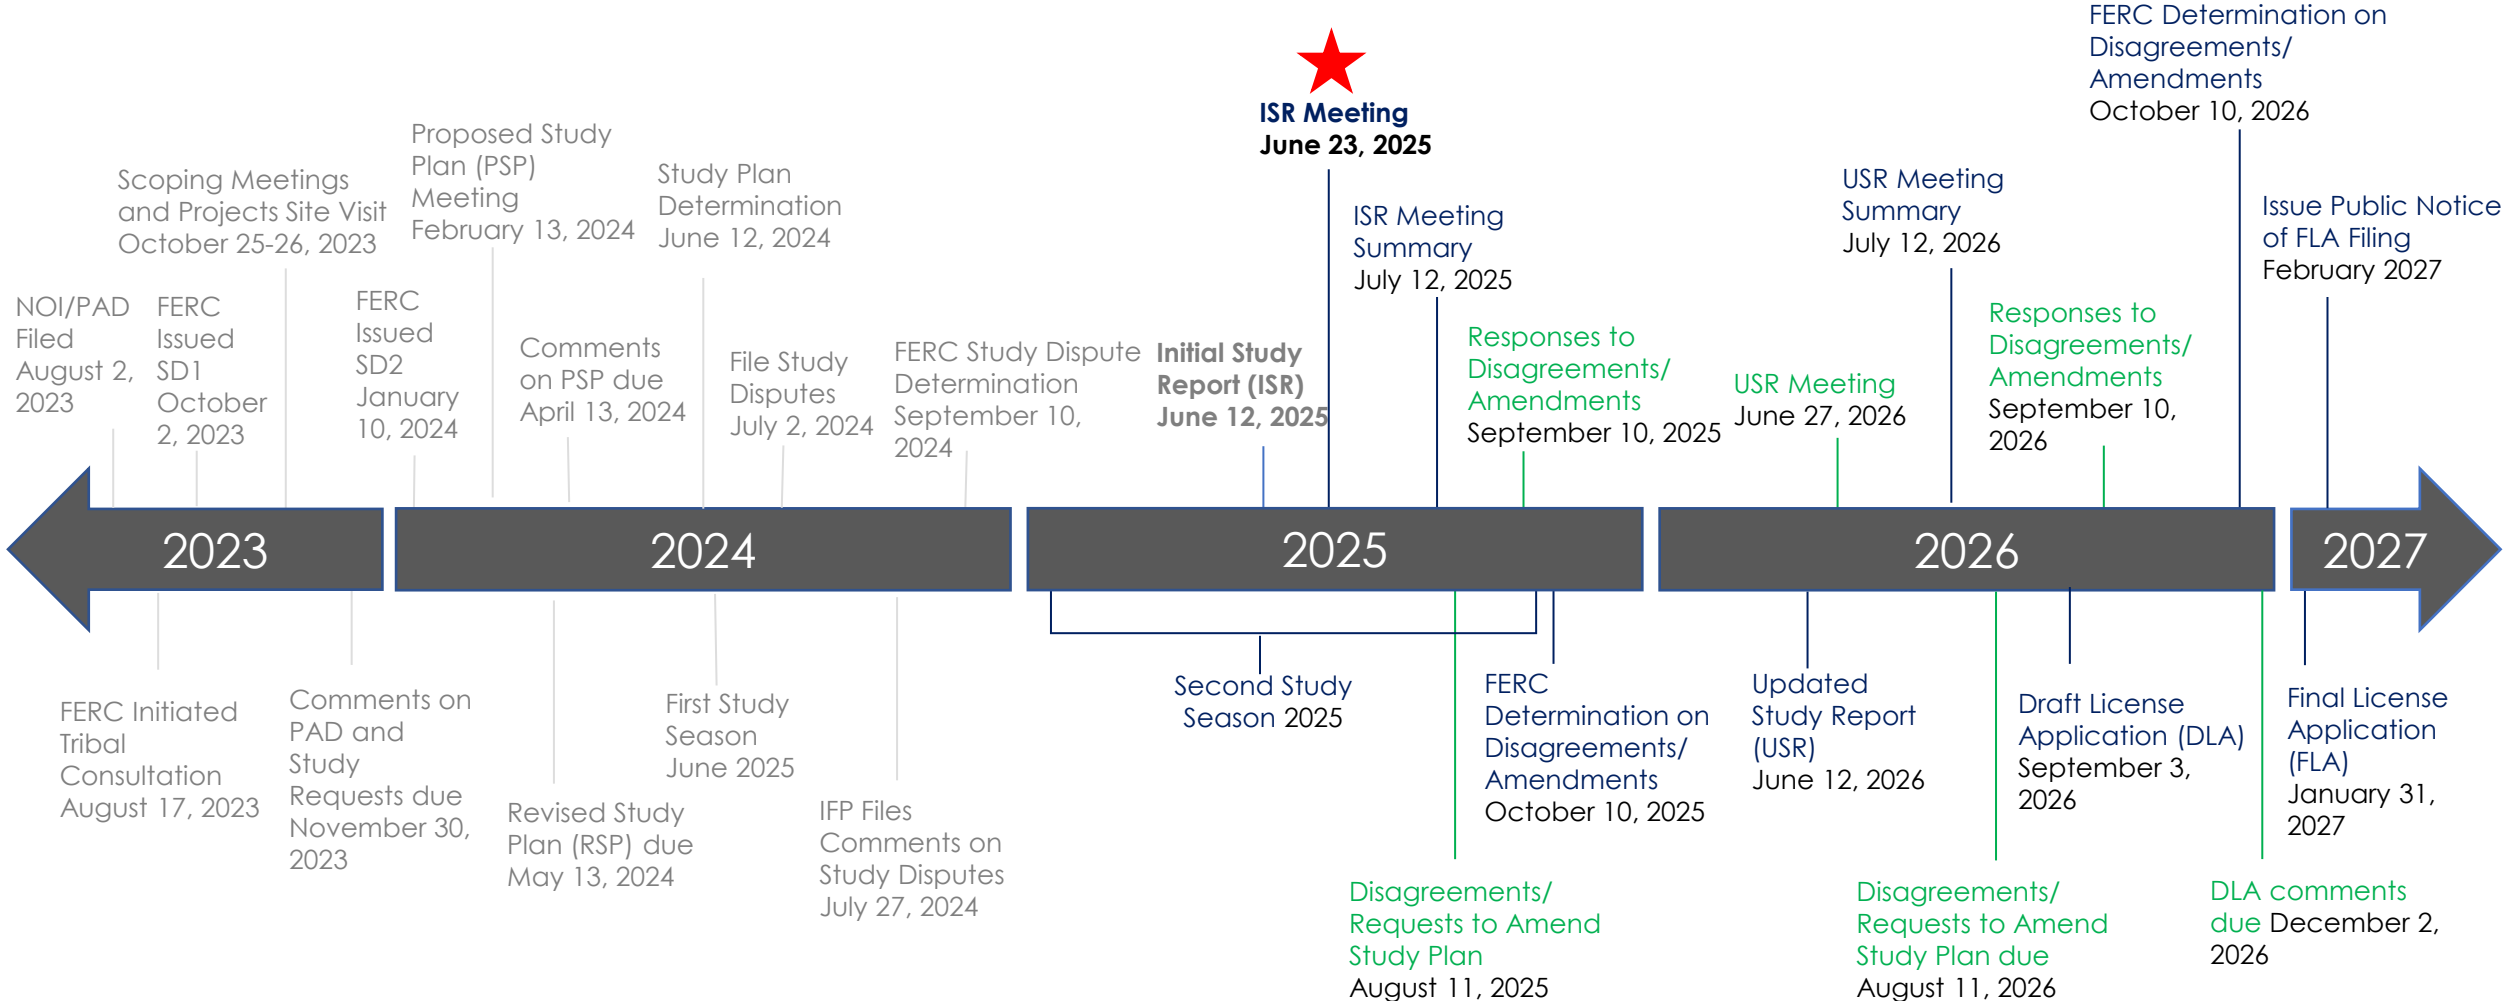 FERC Determination on
Disagreements/
Amendments
October 10, 2026
ISR Meeting
June 23, 2025
Proposed Study
Plan (PSP)
Meeting
February 13, 2024
Scoping Meetings
and Projects Site Visit
October 25-26, 2023
Study Plan
Determination
June 12, 2024
ISR Meeting
Summary
July 12, 2025
USR Meeting
Summary
July 12, 2026
Issue Public Notice
of FLA Filing
February 2027
NOI/PAD
Filed
August 2,
2023
FERC
Issued
SD1
October
2, 2023
FERC
Issued
SD2
January
10, 2024
Comments
on PSP due
April 13, 2024
File Study
Disputes
July 2, 2024
FERC Study Dispute
Determination
September 10,
2024
Initial Study
Report (ISR)
June 12, 2025
Responses to
Disagreements/
Amendments
September 10, 2025
USR Meeting
June 27, 2026
Responses to
Disagreements/
Amendments
September 10,
2026
2023
2024
2025
2026
2027
FERC Initiated
Tribal
Consultation
August 17, 2023
Comments on
PAD and
Study
Requests due
November 30,
2023
Revised Study
Plan (RSP) due
May 13, 2024
First Study
Season
June 2025
IFP Files
Comments on
Study Disputes
July 27, 2024
Second Study
Season 2025
Disagreements/
Requests to Amend
Study Plan
August 11, 2025
FERC
Determination on
Disagreements/
Amendments
October 10, 2025
Updated
Study Report
(USR)
June 12, 2026
Disagreements/
Requests to Amend
Study Plan due
August 11, 2026
Draft License
Application (DLA)
September 3,
2026
DLA comments
due December 2,
2026
Final License
Application
(FLA)
January 31,
2027